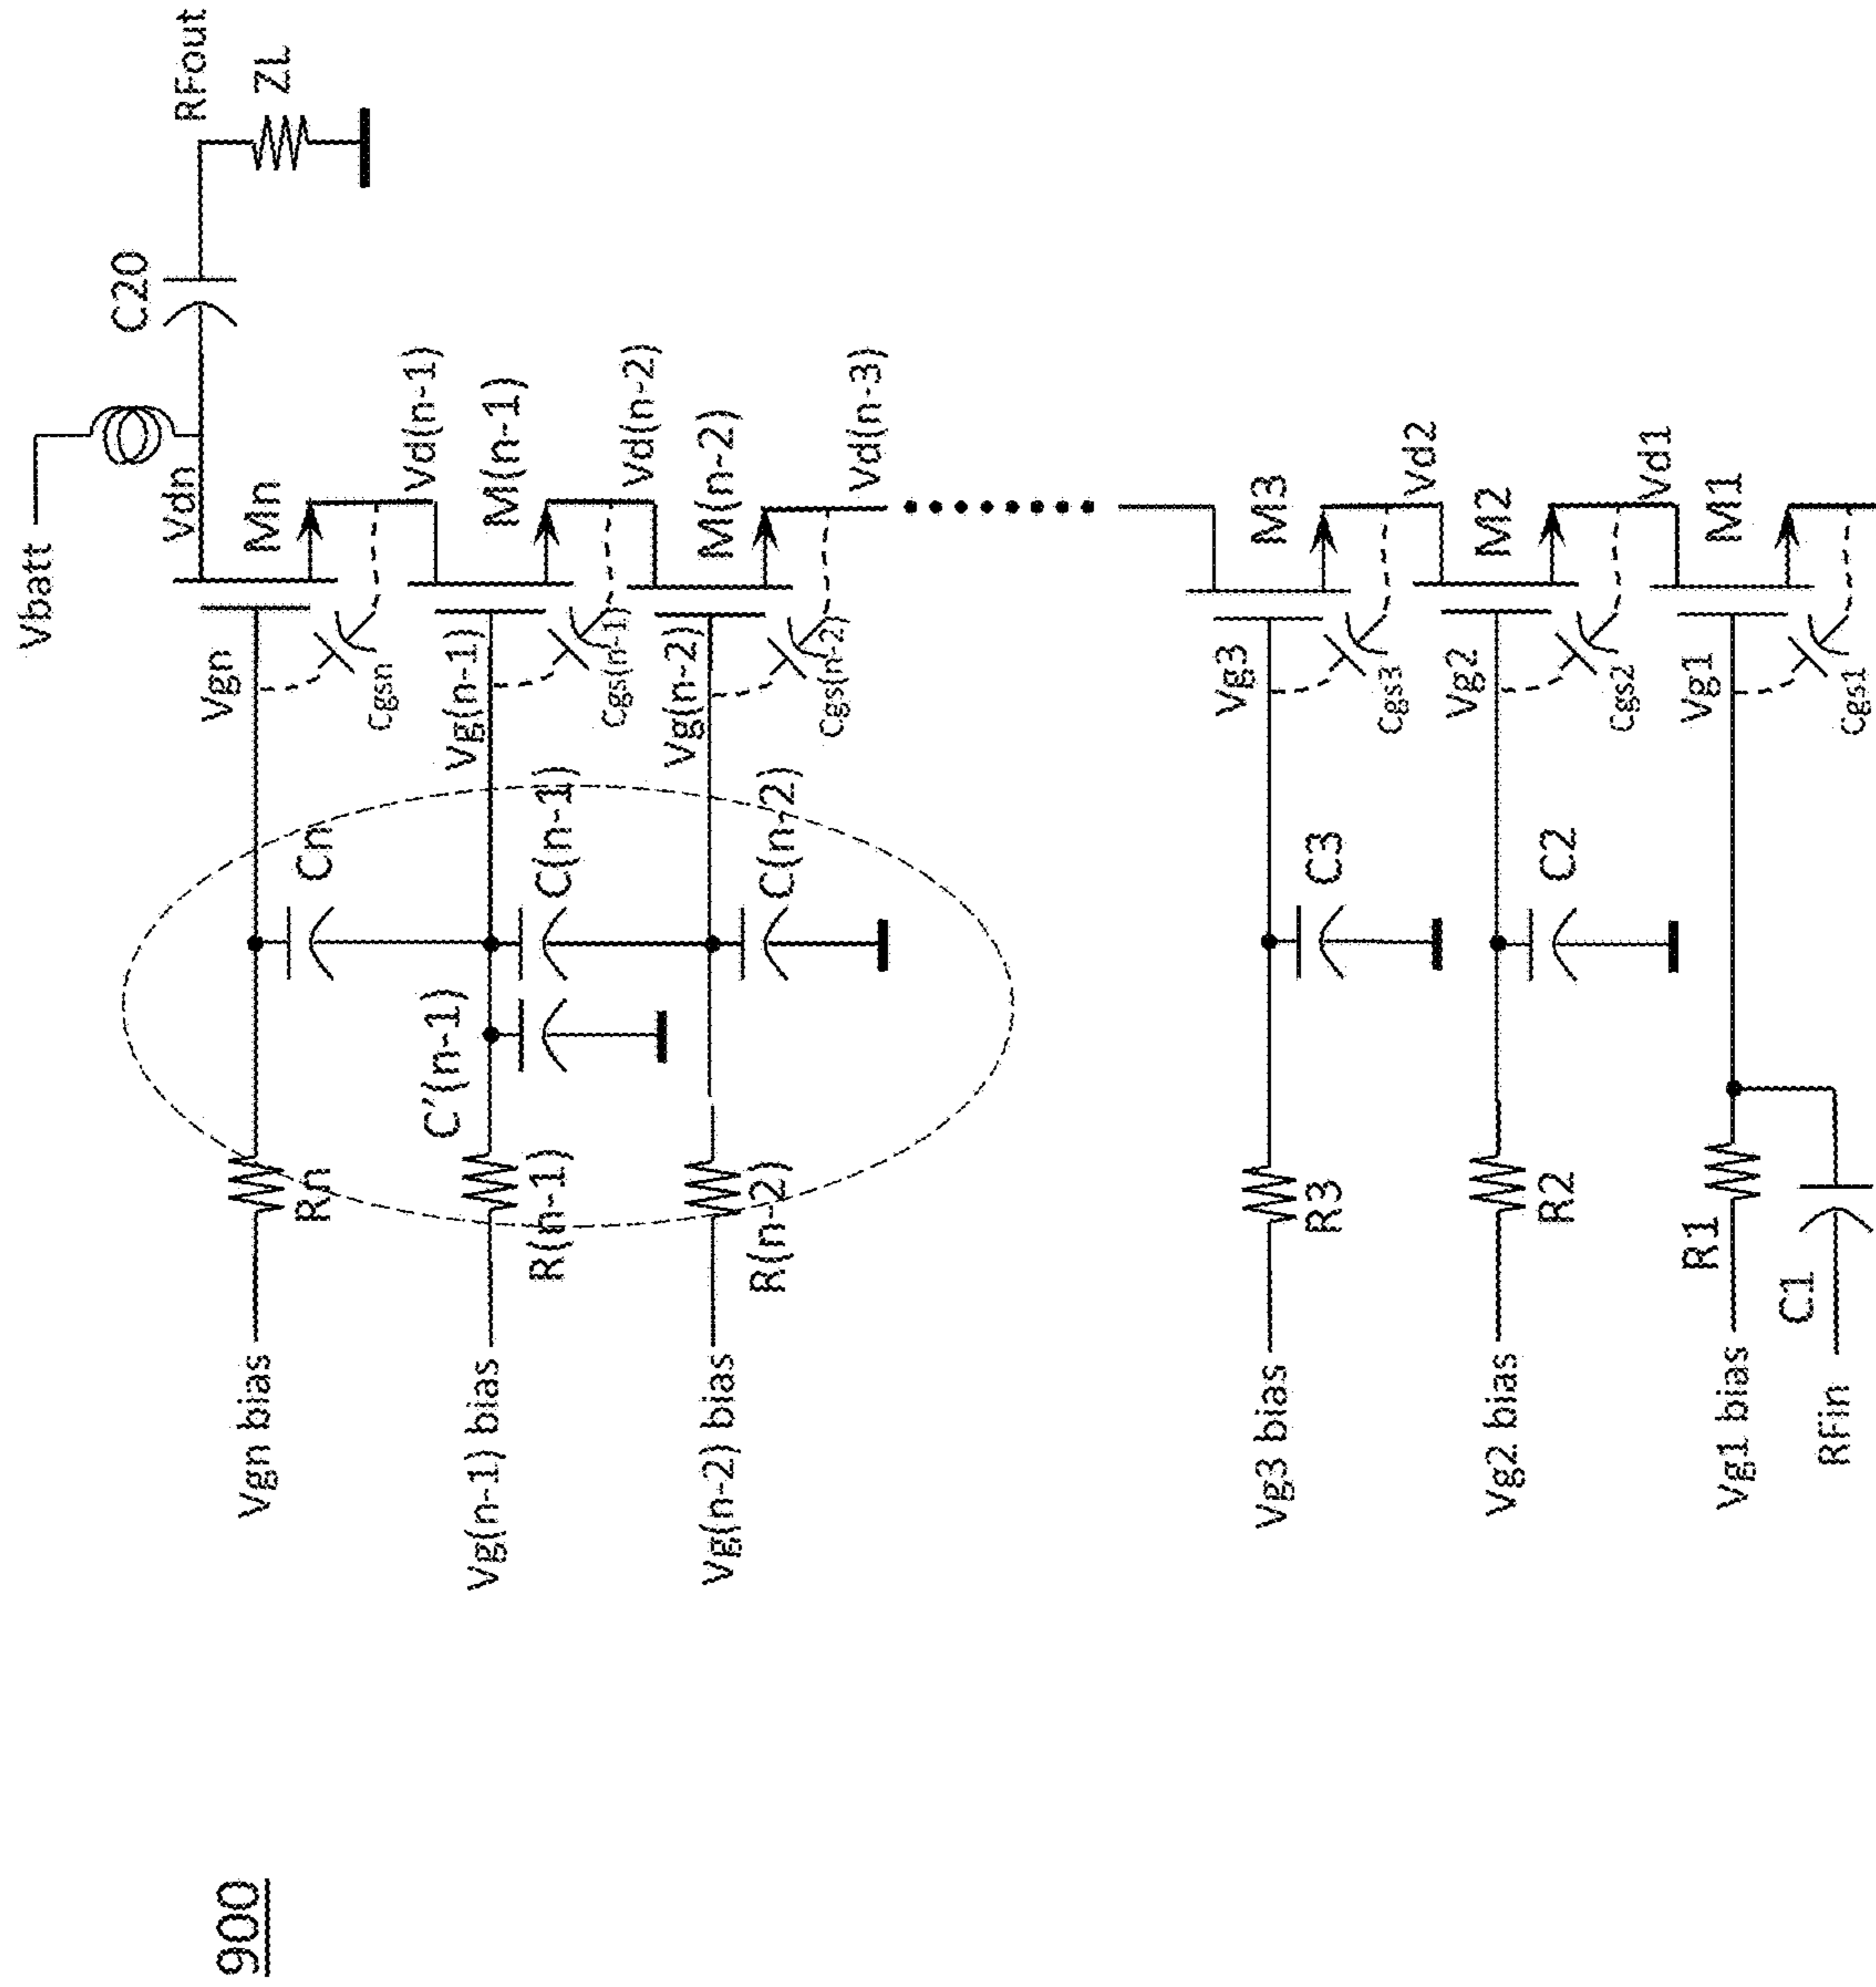 900
Vbatt
Vdn
C20
RFout
ZL
Vgn bias
Rn
Cn
Vgn
Cgsn
Mn
Vd(n-1)
Vg(n-1) bias
R(n-1)
C'(n-1)
C(n-1)
Vg(n-1)
Cgs(n-1)
M(n-1)
Vd(n-2)
Vg(n-2) bias
R(n-2)
C(n-2)
Vg(n-2)
Cgs(n-2)
M(n-2)
Vd(n-3)
Vg3 bias
R3
C3
Vg3
Cgs3
M3
Vd2
Vg2 bias
R2
C2
Vg2
Cgs2
M2
Vd1
Vg1 bias
R1
Vg1
Cgs1
M1
RFin
C1